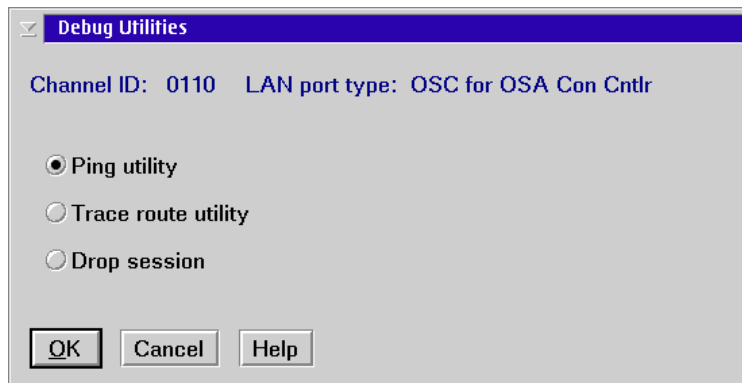 Debug Utilities
Channel ID: 0110 LAN port type: OSC for OSA Con Cntlr
Ping utility
Trace route utility
Drop session
OK Cancel Help